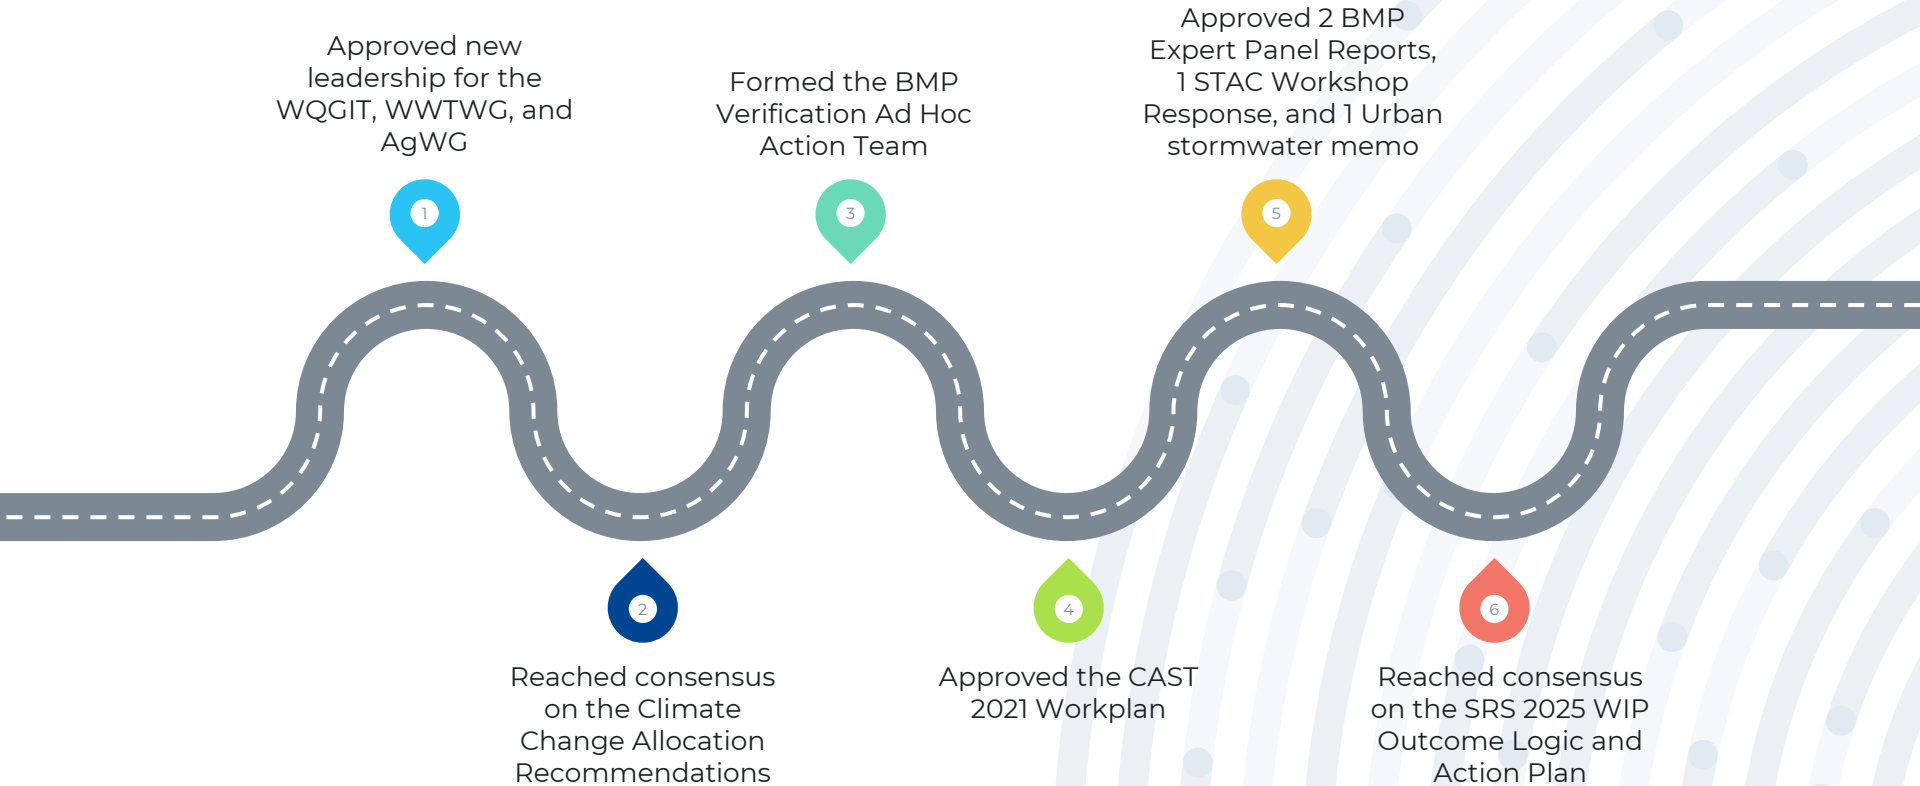 Approved new
leadership for the
WQGIT, WWTWG, and
AgWG
1
Reached consensus
on the Climate
Change Allocation
Recommendations
2
Formed the BMP
Verification Ad Hoc
Action Team
3
Approved the CAST
2021 Workplan
4
Approved 2 BMP
Expert Panel Reports,
1 STAC Workshop
Response, and 1 Urban
stormwater memo
5
Reached consensus
on the SRS 2025 WIP
Outcome Logic and
Action Plan
6